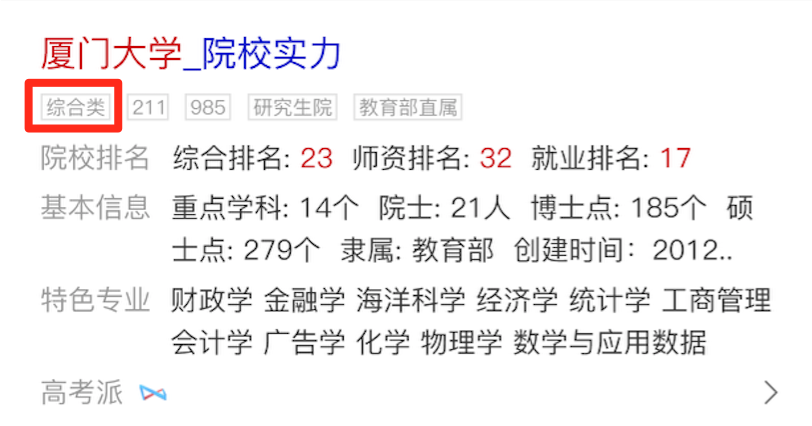 厦门大学_院校实力
综合类 211 985 研究生院 教育部直属
院校排名 综合排名: 23 师资排名: 32 就业排名: 17
基本信息 重点学科: 14个 院士: 21人 博士点: 185个 硕
士点: 279个 隶属: 教育部 创建时间: 2012..
特色专业 财政学 金融学 海洋科学 经济学 统计学 工商管理
会计学 广告学 化学 物理学 数学与应用数据
高考派